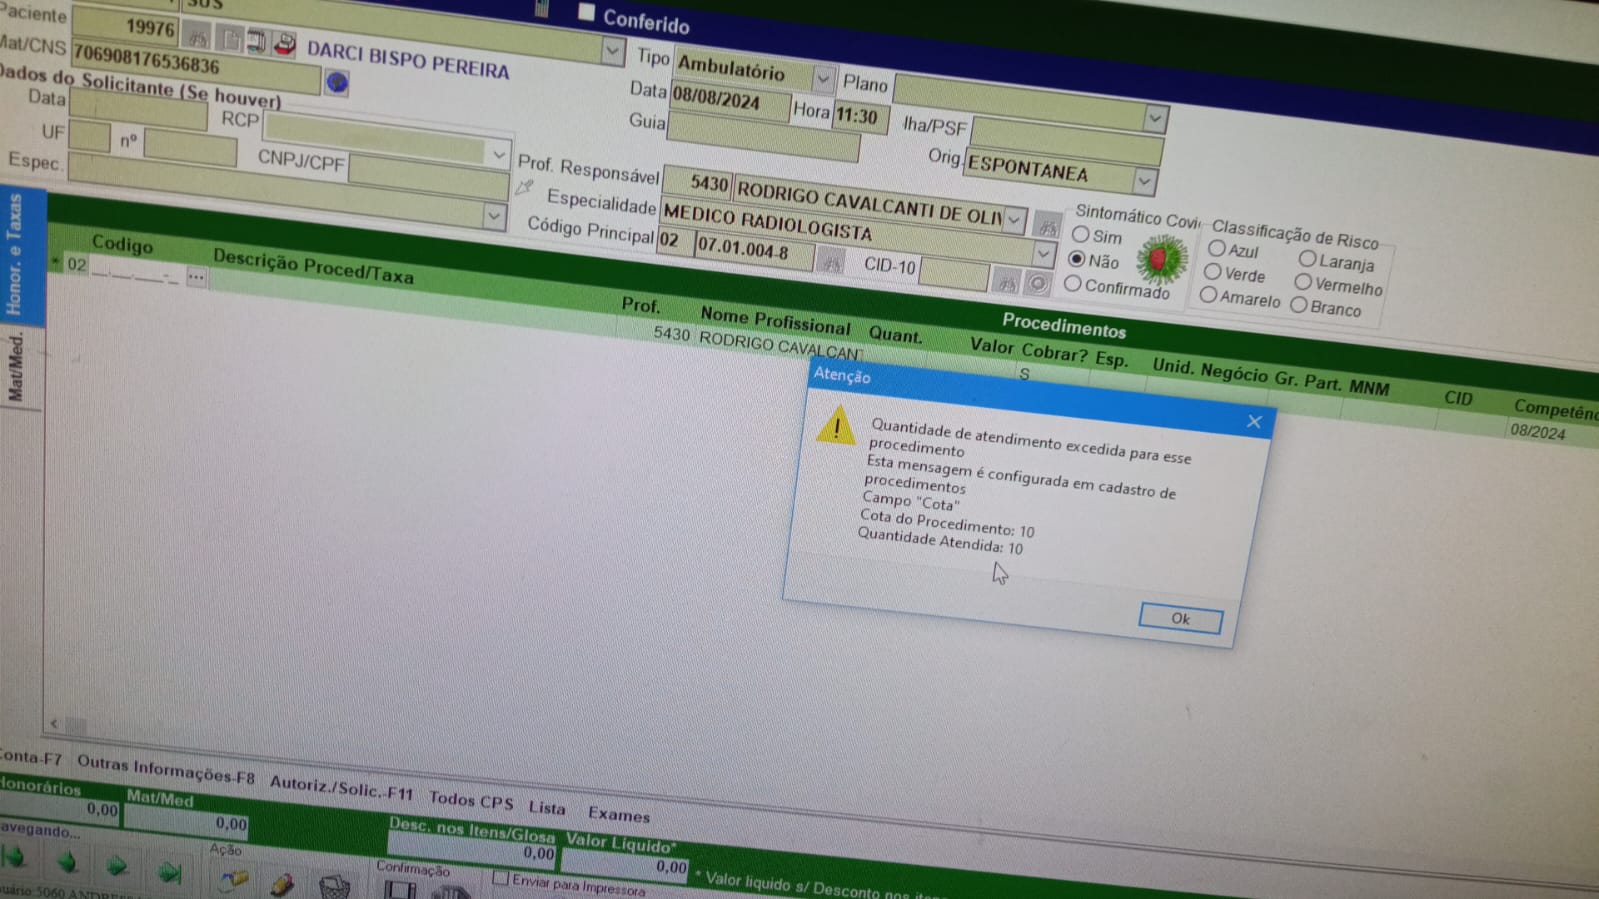 SUS
Conferido
Paciente 19976 DARCI BISPO PEREIRA
Mat/CNS 706908176536836
Tipo Ambulatório Plano
Data 08/08/2024 Hora 11:30 lha/PSF
Guia Orig. ESPONTANEA
Dados do Solicitante (Se houver)
Data RCP
UF nº CNPJ/CPF
Espec.
Prof. Responsável 5430 RODRIGO CAVALCANTI DE OLIV
Especialidade MEDICO RADIOLOGISTA
Código Principal 02 07.01.004-8 CID-10
Sintomático Covi
Sim
Não
Confirmado
Classificação de Risco
Azul Laranja
Verde Vermelho
Amarelo Branco
Honor. e Taxas
Mat/Med.
Procedimentos
Codigo Descrição Proced/Taxa Prof. Nome Profissional Quant. Valor Cobrar? Esp. Unid. Negócio Gr. Part. MNM CID Competênc
* 02 __.__.___-_ ... 5430 RODRIGO CAVALCANT S 08/2024
Atenção
Quantidade de atendimento excedida para esse
procedimento
Esta mensagem é configurada em cadastro de
procedimentos
Campo "Cota"
Cota do Procedimento: 10
Quantidade Atendida: 10
Ok
Conta-F7 Outras Informações-F8 Autoriz./Solic.-F11 Todos CPS Lista Exames
Honorários Mat/Med Desc. nos Itens/Glosa Valor Líquido*
0,00 0,00 0,00 0,00 * Valor liquido s/ Desconto nos
avegando...
Ação
Confirmação
Enviar para Impressora
uário:5060